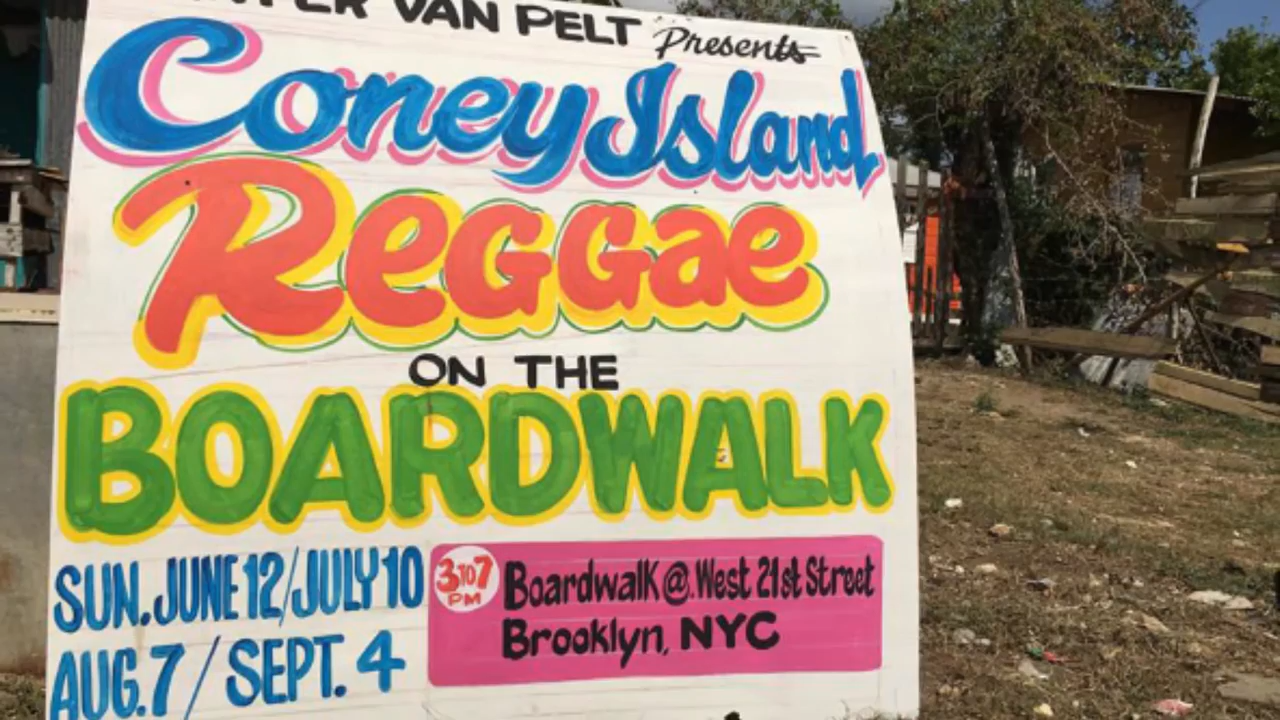 VAN PELT Presents
Coney Island
Reggae
ON THE
BOARDWALK
SUN. JUNE 12/JULY 10
AUG. 7 / SEPT. 4
3 TO 7
PM
Boardwalk @ West 21st Street
Brooklyn, NYC